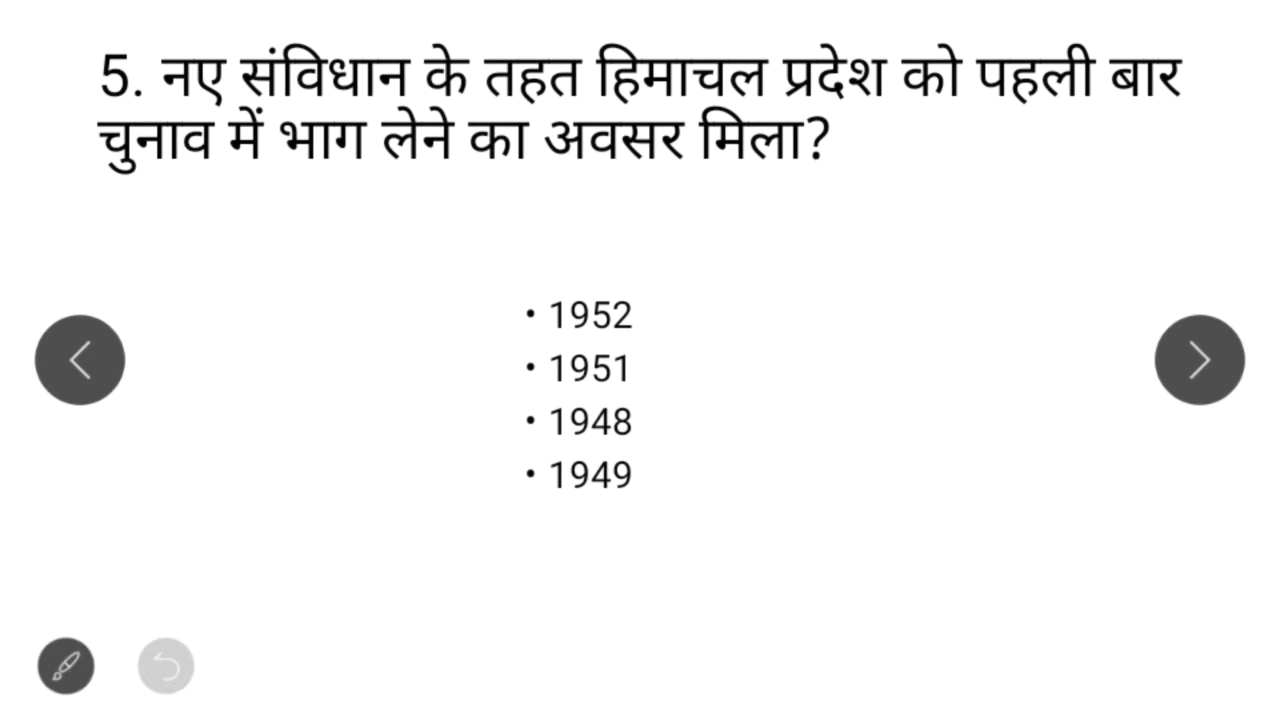 5. नए संविधान के तहत हिमाचल प्रदेश को पहली बार
चुनाव में भाग लेने का अवसर मिला?
• 1952
• 1951
• 1948
• 1949